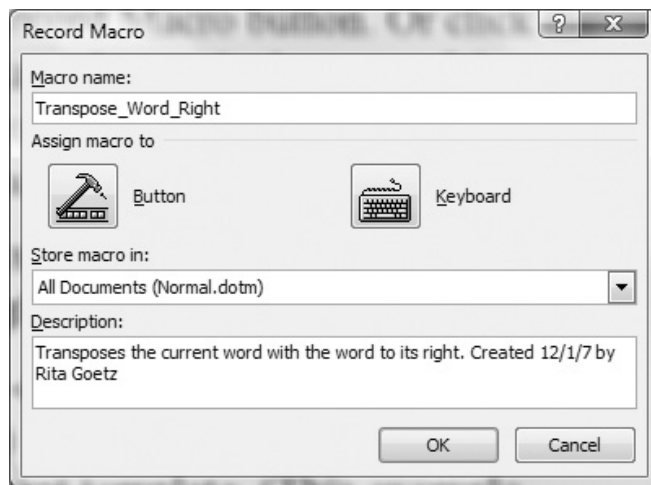 Record Macro
Macro name:
Transpose_Word_Right
Assign macro to
Button
Keyboard
Store macro in:
All Documents (Normal.dotm)
Description:
Transposes the current word with the word to its right. Created 12/1/7 by
Rita Goetz
OK
Cancel